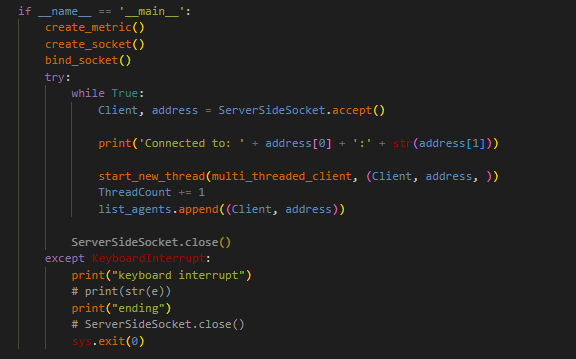 if __name__ == '__main__':
    create_metric()
    create_socket()
    bind_socket()
    try:
        while True:
            Client, address = ServerSideSocket.accept()

            print('Connected to: ' + address[0] + ':' + str(address[1]))

            start_new_thread(multi_threaded_client, (Client, address, ))
            ThreadCount += 1
            list_agents.append((Client, address))

        ServerSideSocket.close()
    except KeyboardInterrupt:
        print("keyboard interrupt")
        # print(str(e))
        print("ending")
        # ServerSideSocket.close()
        sys.exit(0)